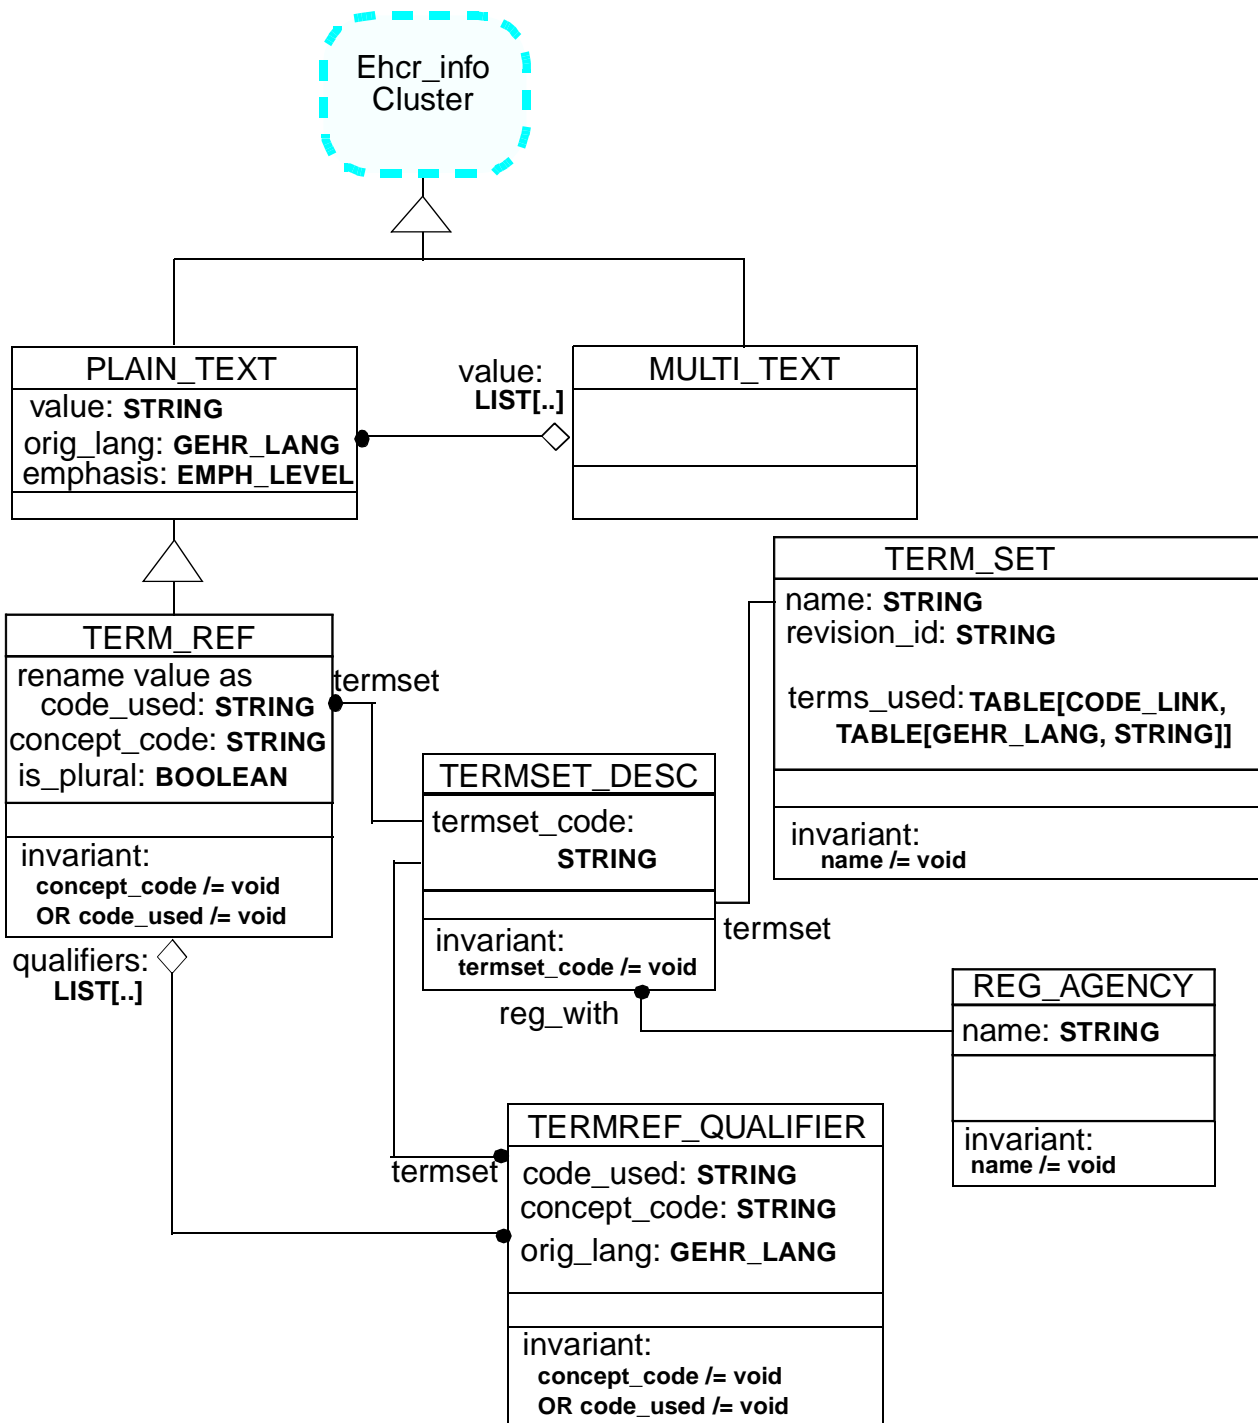 Ehcr_info
Cluster
PLAIN_TEXT
value: STRING
orig_lang: GEHR_LANG
emphasis: EMPH_LEVEL
value:
LIST[..]
MULTI_TEXT
TERM_SET
name: STRING
revision_id: STRING
terms_used: TABLE[CODE_LINK,
TABLE[GEHR_LANG, STRING]]
invariant:
name /= void
TERM_REF
rename value as
code_used: STRING
concept_code: STRING
is_plural: BOOLEAN
invariant:
concept_code /= void
OR code_used /= void
termset
TERMSET_DESC
termset_code:
STRING
invariant:
termset_code /= void
termset
qualifiers:
LIST[..]
reg_with
REG_AGENCY
name: STRING
invariant:
name /= void
termset
TERMREF_QUALIFIER
code_used: STRING
concept_code: STRING
orig_lang: GEHR_LANG
invariant:
concept_code /= void
OR code_used /= void